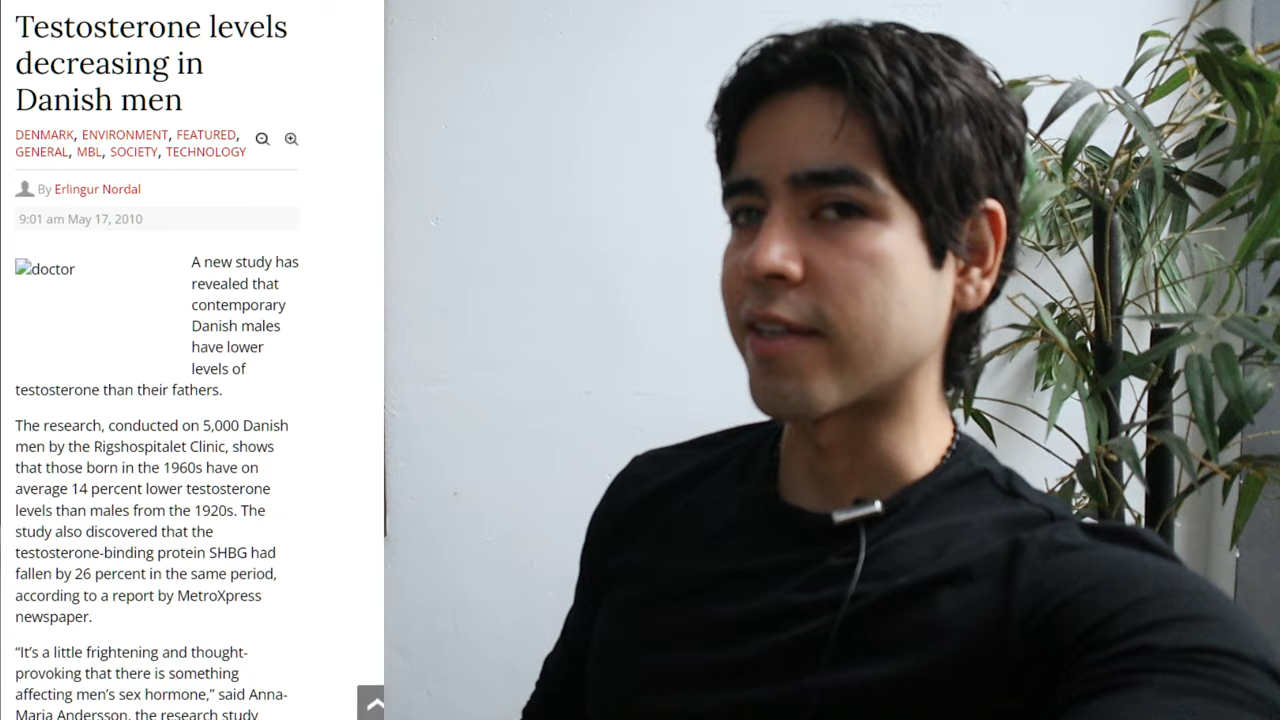 Testosterone levels
decreasing in
Danish men
DENMARK, ENVIRONMENT, FEATURED,
GENERAL, MBL, SOCIETY, TECHNOLOGY
By Erlingur Nordal
9:01 am May 17, 2010
doctor
A new study has
revealed that
contemporary
Danish males
have lower
levels of
testosterone than their fathers.
The research, conducted on 5,000 Danish
men by the Rigshospitalet Clinic, shows
that those born in the 1960s have on
average 14 percent lower testosterone
levels than males from the 1920s. The
study also discovered that the
testosterone-binding protein SHBG had
fallen by 26 percent in the same period,
according to a report by MetroXpress
newspaper.
“It’s a little frightening and thought-
provoking that there is something
affecting men’s sex hormone,” said Anna-
Maria Andersson, the research study